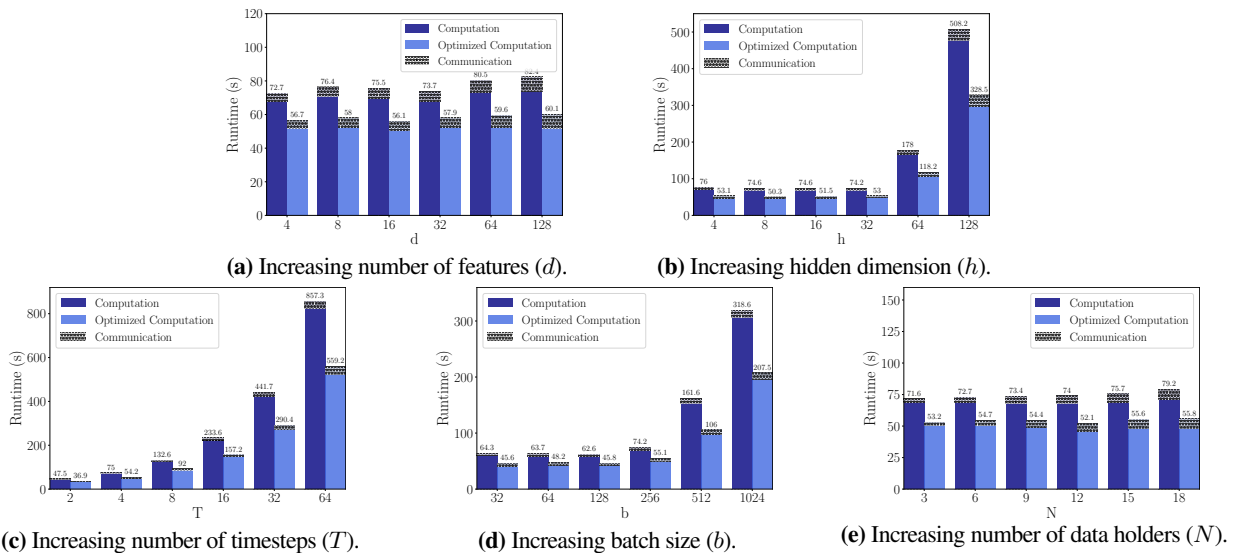 120
100
80
60
40
20
0
Runtime (s)
Computation
Optimized Computation
Communication
72.7 56.7 76.4 58 75.5 56.1 73.7 57.9 80.5 59.6 60.1
4 8 16 32 64 128
d
(a) Increasing number of features (d).
500
400
300
200
100
0
Runtime (s)
Computation
Optimized Computation
Communication
76 53.1 74.6 50.3 74.6 51.5 74.2 53 178 118.2 508.2 328.5
4 8 16 32 64 128
h
(b) Increasing hidden dimension (h).
800
600
400
200
0
Runtime (s)
Computation
Optimized Computation
Communication
47.5 36.9 75 54.2 132.6 92 233.6 157.2 441.7 290.4 857.3 559.2
2 4 8 16 32 64
T
(c) Increasing number of timesteps (T).
300
200
100
0
Runtime (s)
Computation
Optimized Computation
Communication
64.3 45.6 63.7 48.2 62.6 45.8 74.2 55.1 161.6 106 318.6 207.5
32 64 128 256 512 1024
b
(d) Increasing batch size (b).
150
125
100
75
50
25
0
Runtime (s)
Computation
Optimized Computation
Communication
71.6 53.2 72.7 54.7 73.4 54.4 74 52.1 75.7 55.6 79.2 55.8
3 6 9 12 15 18
N
(e) Increasing number of data holders (N).